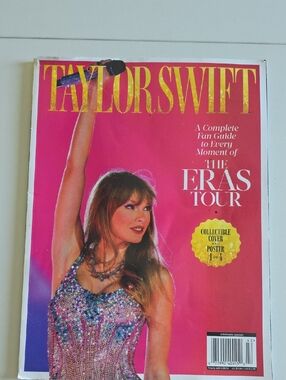 TAYLOR SWIFT
A Complete
Fan Guide
to Every
Moment of
THE
ERAS
TOUR
COLLECTIBLE
COVER
POSTER